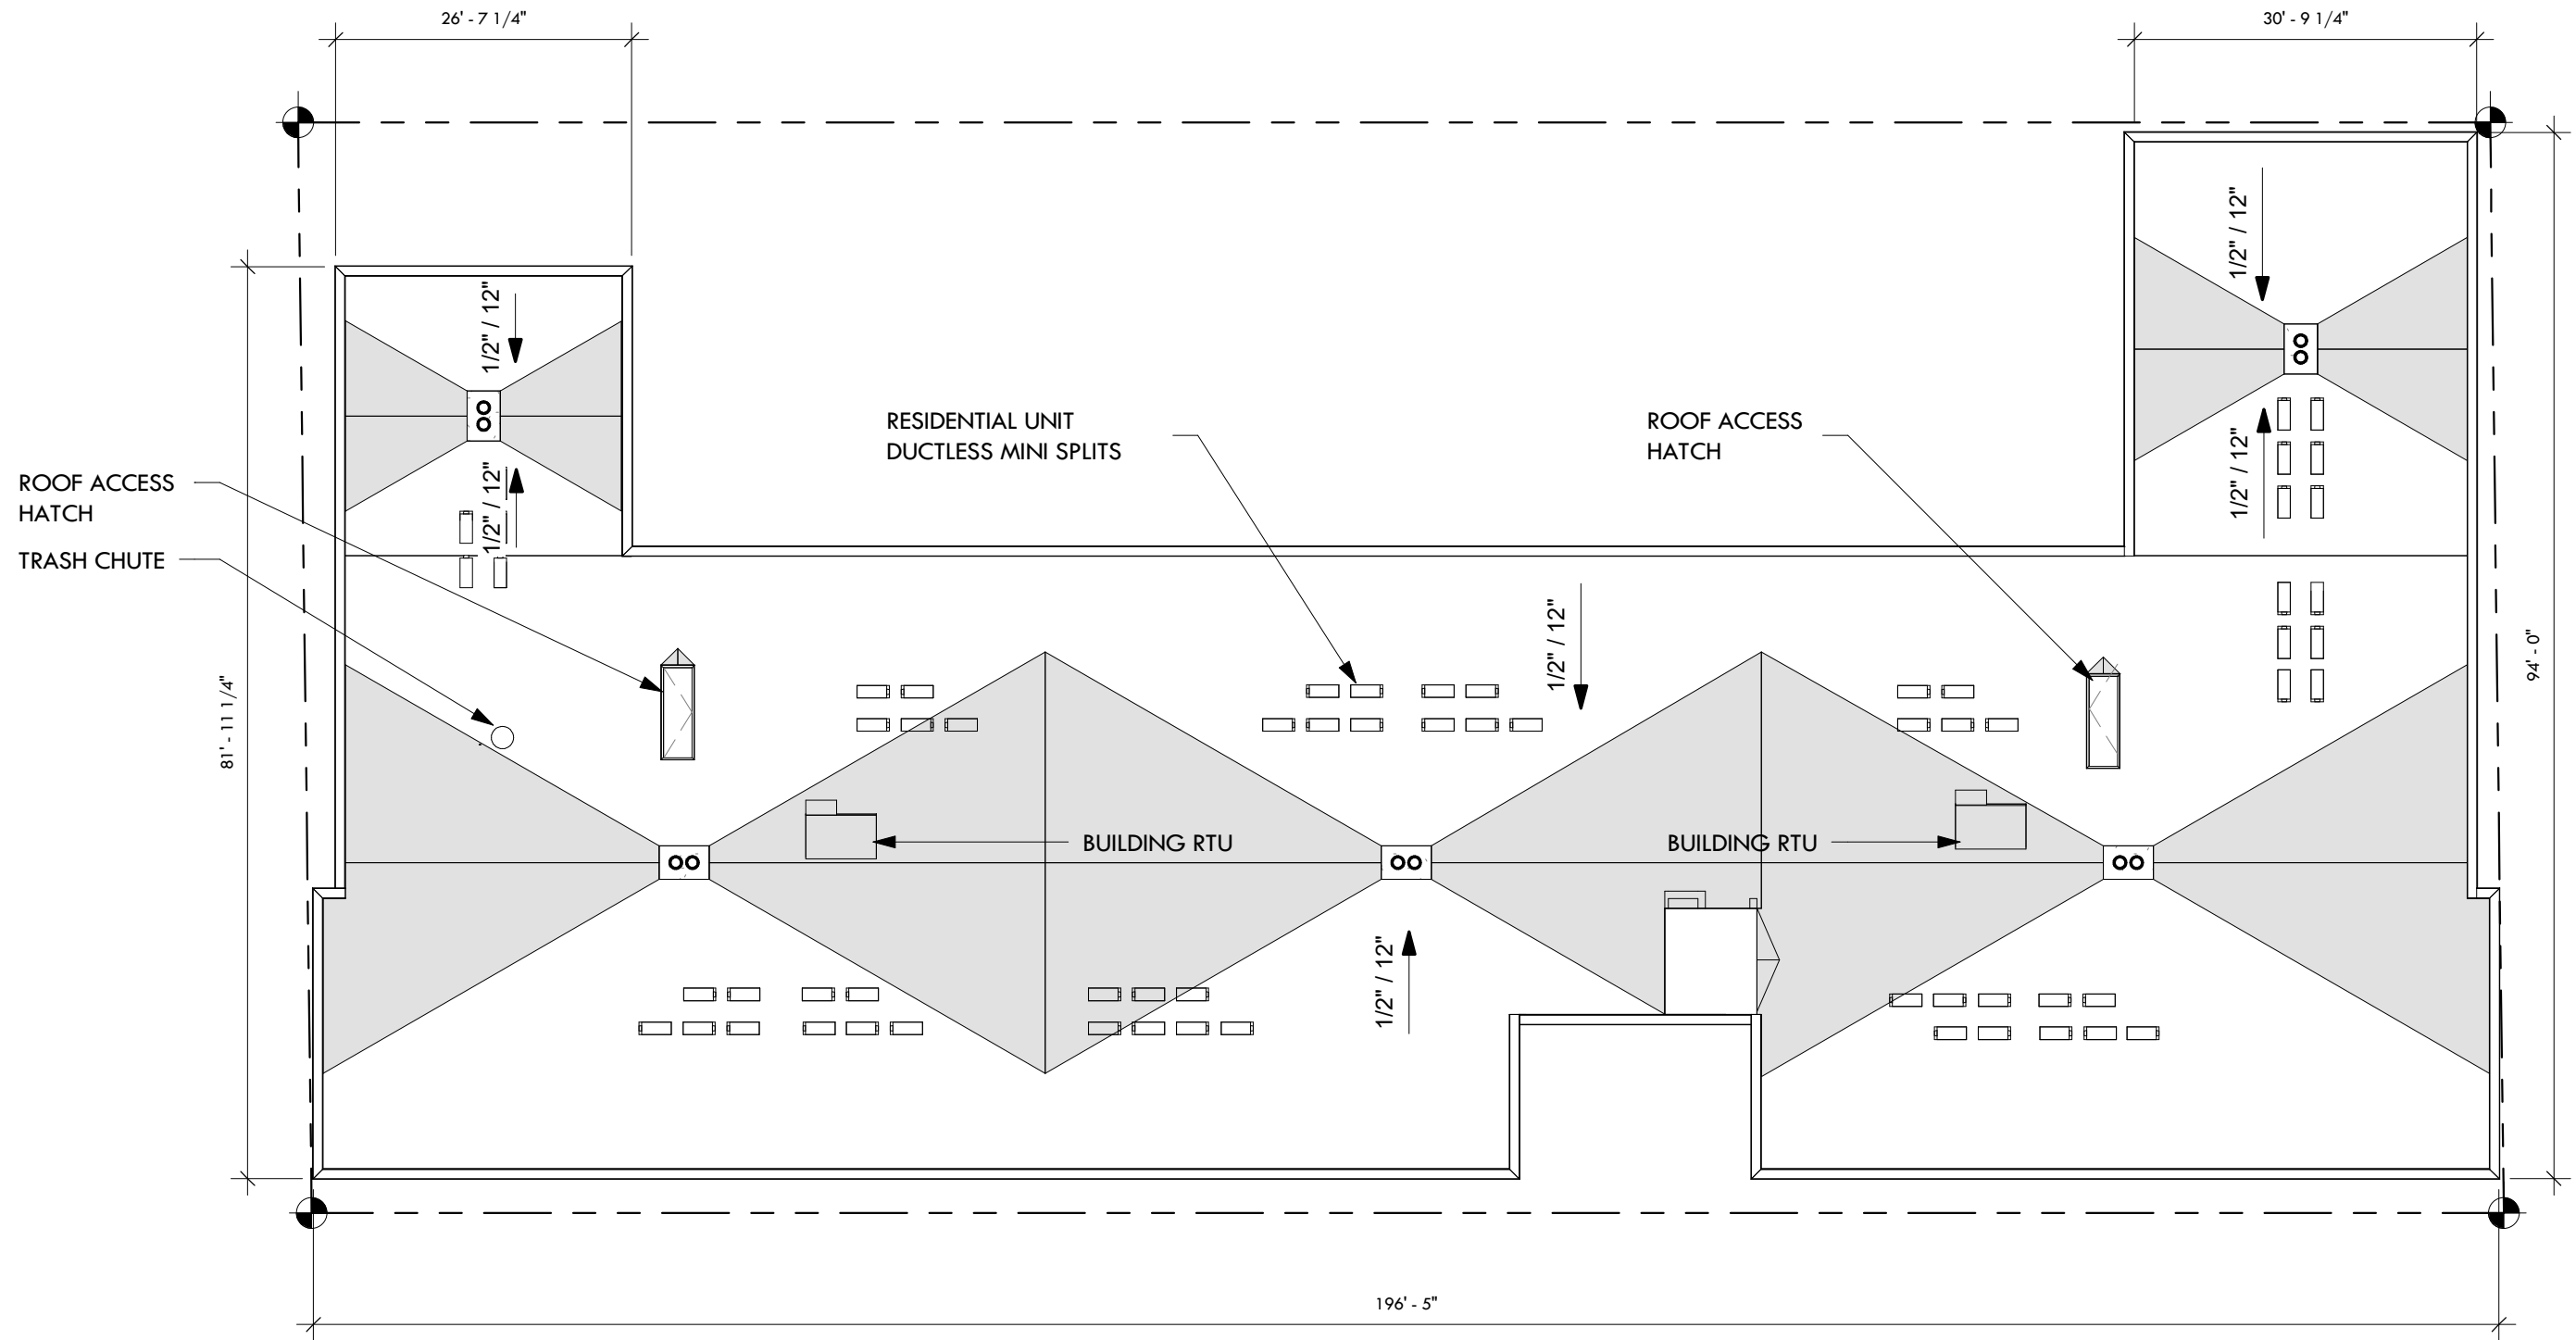 26' - 7 1/4"
30' - 9 1/4"
1/2" / 12"
1/2" / 12"
RESIDENTIAL UNIT
DUCTLESS MINI SPLITS
ROOF ACCESS
HATCH
1/2" / 12"
1/2" / 12"
ROOF ACCESS
HATCH
TRASH CHUTE
1/2" / 12"
81' - 11 1/4"
94' - 0"
BUILDING RTU
BUILDING RTU
1/2" / 12"
196' - 5"